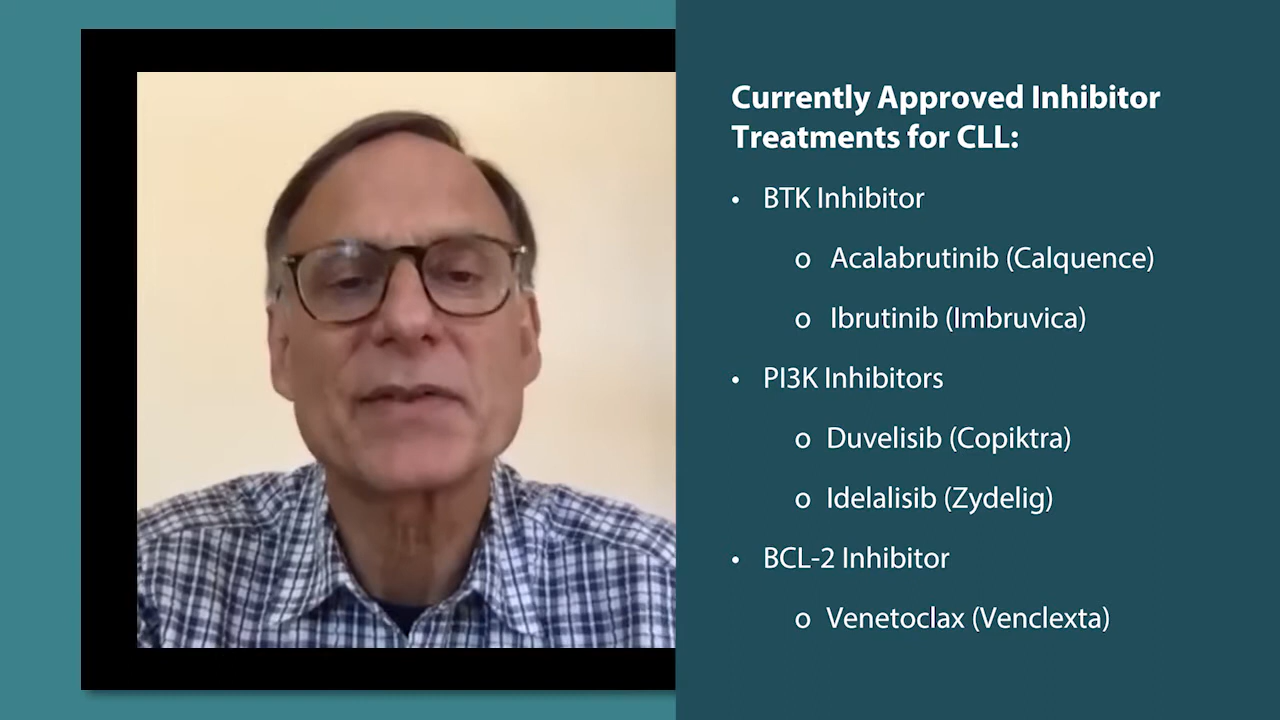 Currently Approved Inhibitor
Treatments for CLL:
• BTK Inhibitor
o Acalabrutinib (Calquence)
o Ibrutinib (Imbruvica)
• PI3K Inhibitors
o Duvelisib (Copiktra)
o Idelalisib (Zydelig)
• BCL-2 Inhibitor
o Venetoclax (Venclexta)